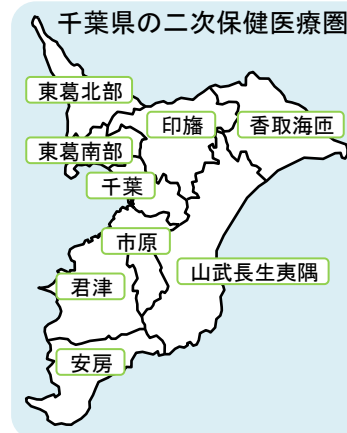 千葉県の二次保健医療圏
東葛北部
印旛
香取海匝
東葛南部
千葉
市原
山武長生夷隅
君津
安房